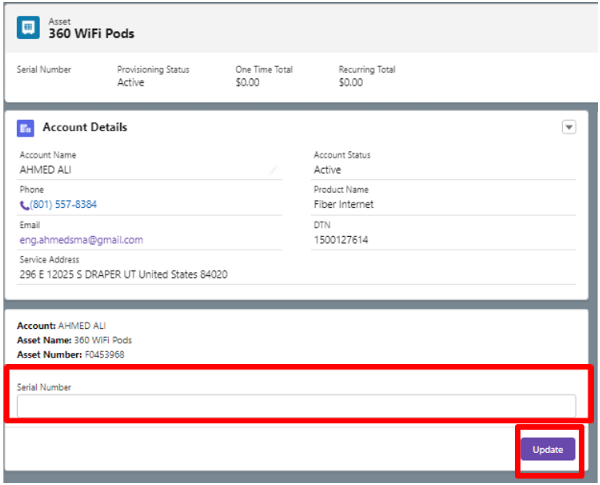 Asset
360 WiFi Pods
Serial Number Provisioning Status One Time Total Recurring Total
Active $0.00 $0.00
Account Details
Account Name Account Status
AHMED ALI Active
Phone Product Name
(801) 557-8384 Fiber Internet
Email DTN
eng.ahmedsma@gmail.com 1500127614
Service Address
296 E 12025 S DRAPER UT United States 84020
Account: AHMED ALI
Asset Name: 360 WiFi Pods
Asset Number: F0453968
Serial Number
Update